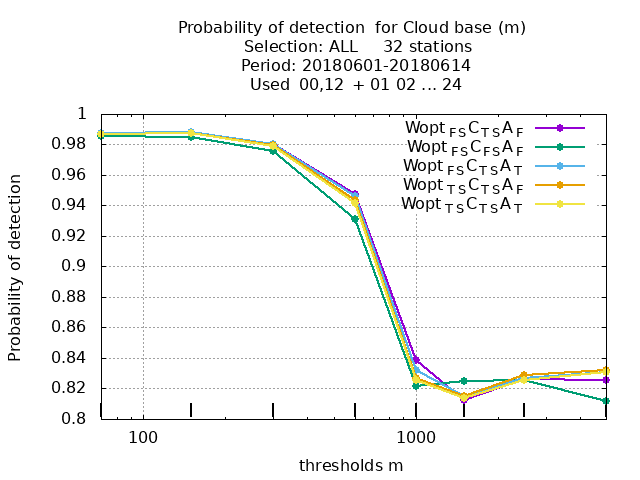 Probability of detection  for Cloud base (m)
Selection: ALL     32 stations
Period: 20180601-20180614
Used  00,12  + 01 02 ... 24
Probability of detection
1
0.98
0.96
0.94
0.92
0.9
0.88
0.86
0.84
0.82
0.8
Wopt FS C TS A F
Wopt FS C FS A F
Wopt FS C TS A T
Wopt TS C TS A F
Wopt TS C TS A T
100
1000
thresholds m